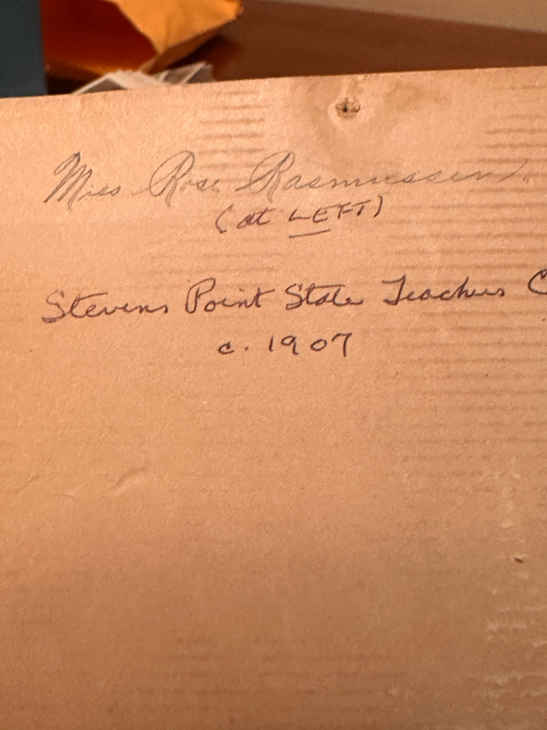 Miss Rose Rasmussen.
(at LEFT)
Stevens Point State Teachers C
c. 1907